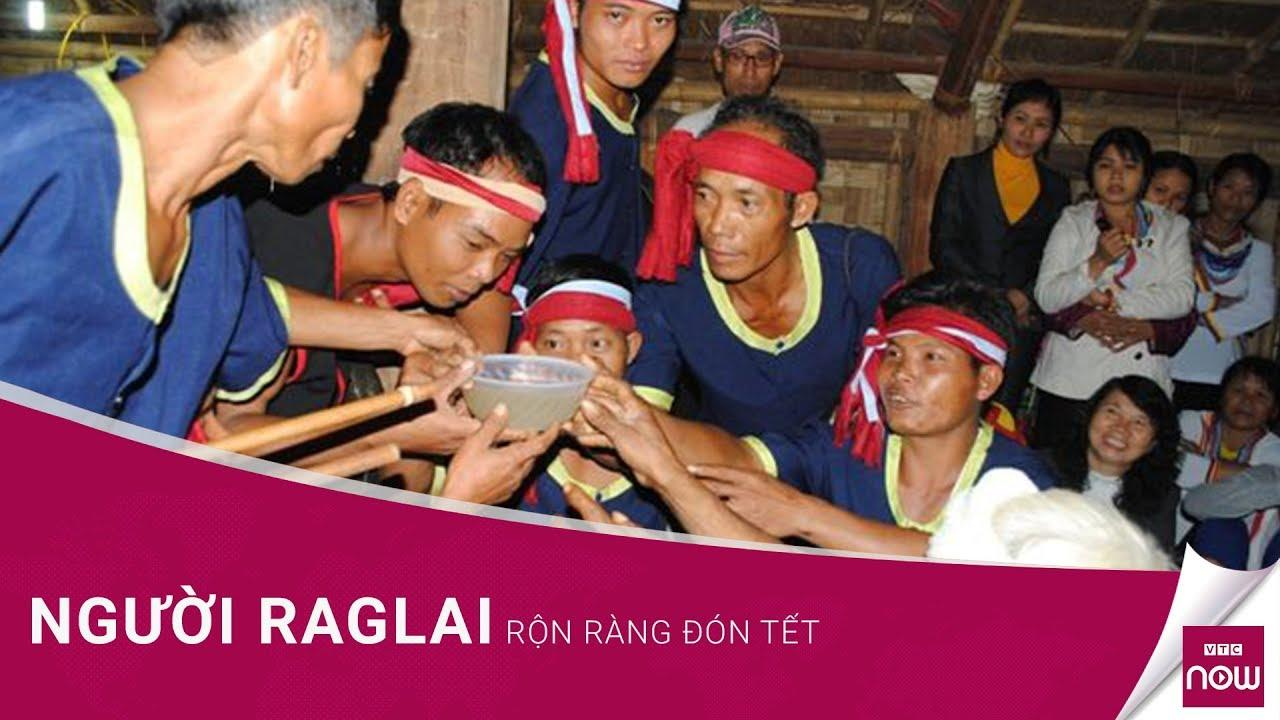 NGƯỜI RAGLAI RỘN RÀNG ĐÓN TẾT
VTC
now